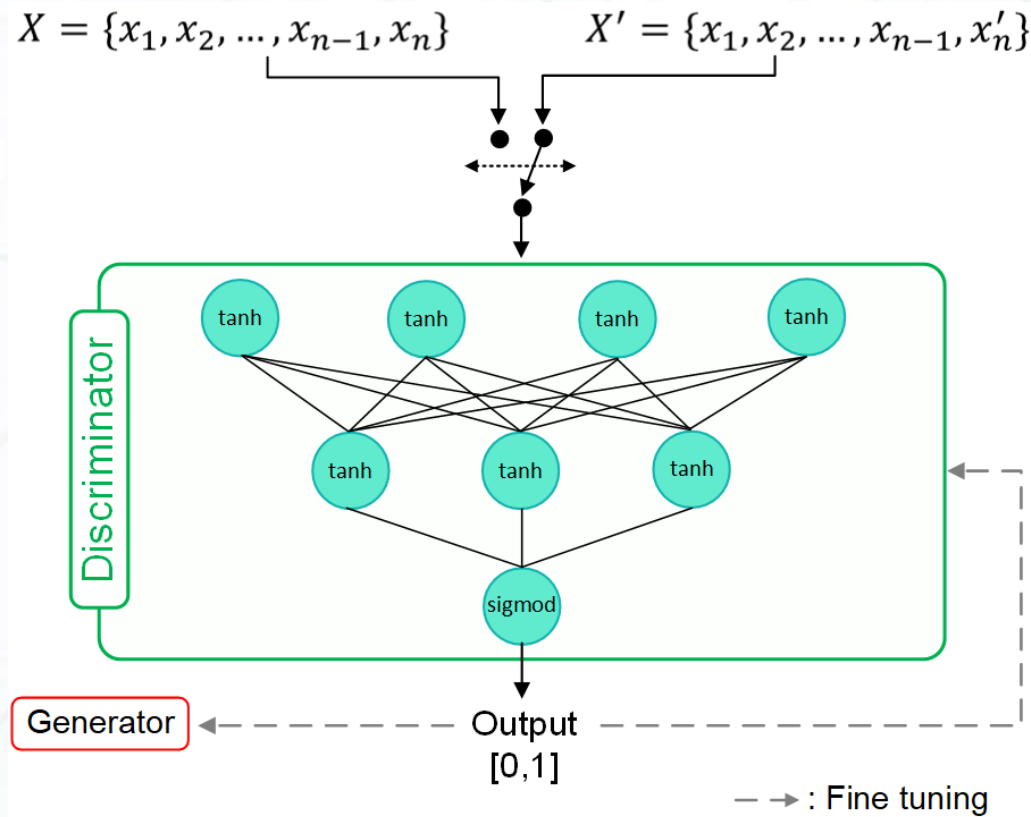 X = {x₁, x₂, …, xₙ₋₁, xₙ}
X′ = {x₁, x₂, …, xₙ₋₁, x′ₙ}
Discriminator
tanh tanh tanh tanh
tanh tanh tanh
sigmod
Generator
Output
[0,1]
: Fine tuning